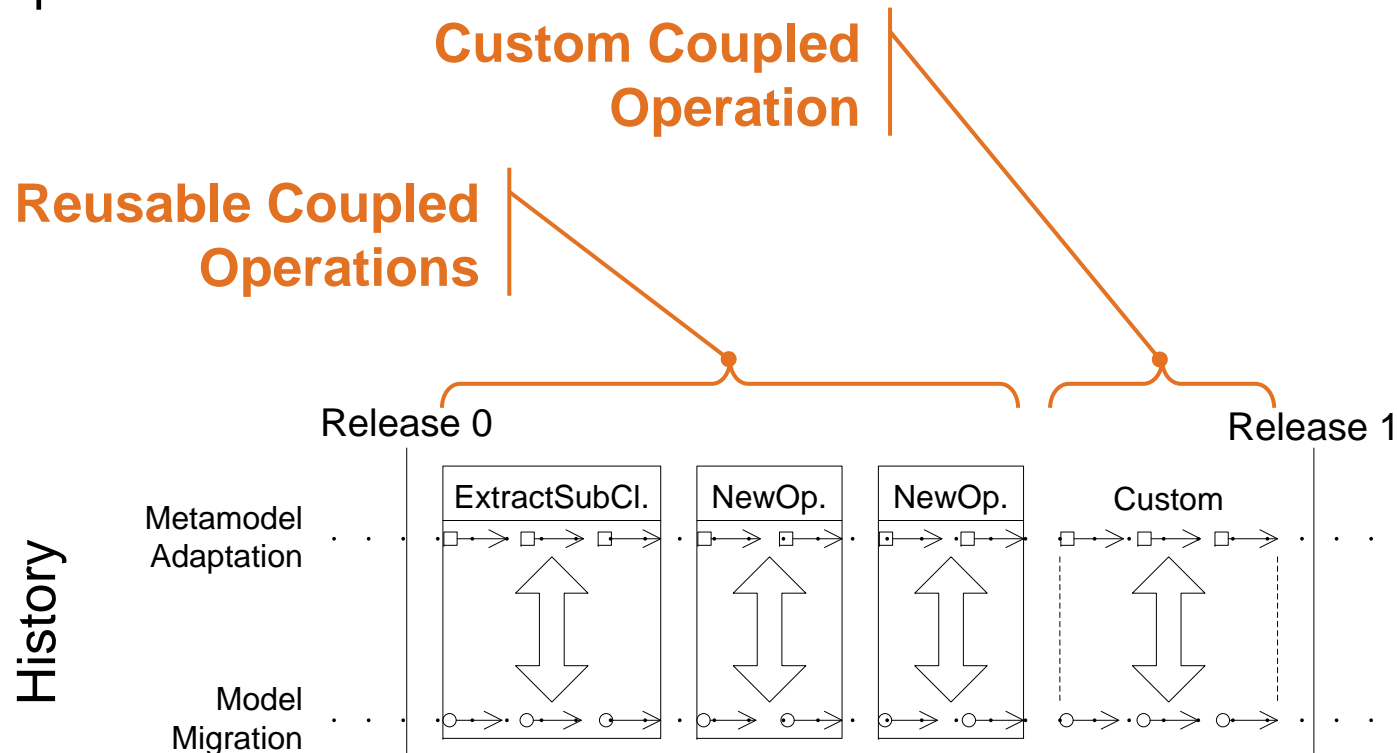 Custom Coupled
Operation
Reusable Coupled
Operations
Release 0
Release 1
ExtractSubCl.
NewOp.
NewOp.
Custom
Metamodel
Adaptation
History
Model
Migration